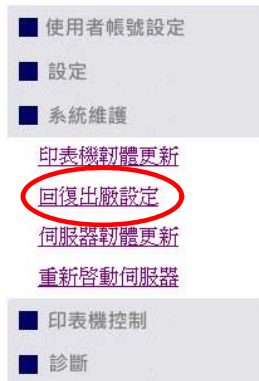 使用者帳號設定
設定
系統維護
印表機韌體更新
回復出廠設定
伺服器韌體更新
重新啓動伺服器
印表機控制
診斷